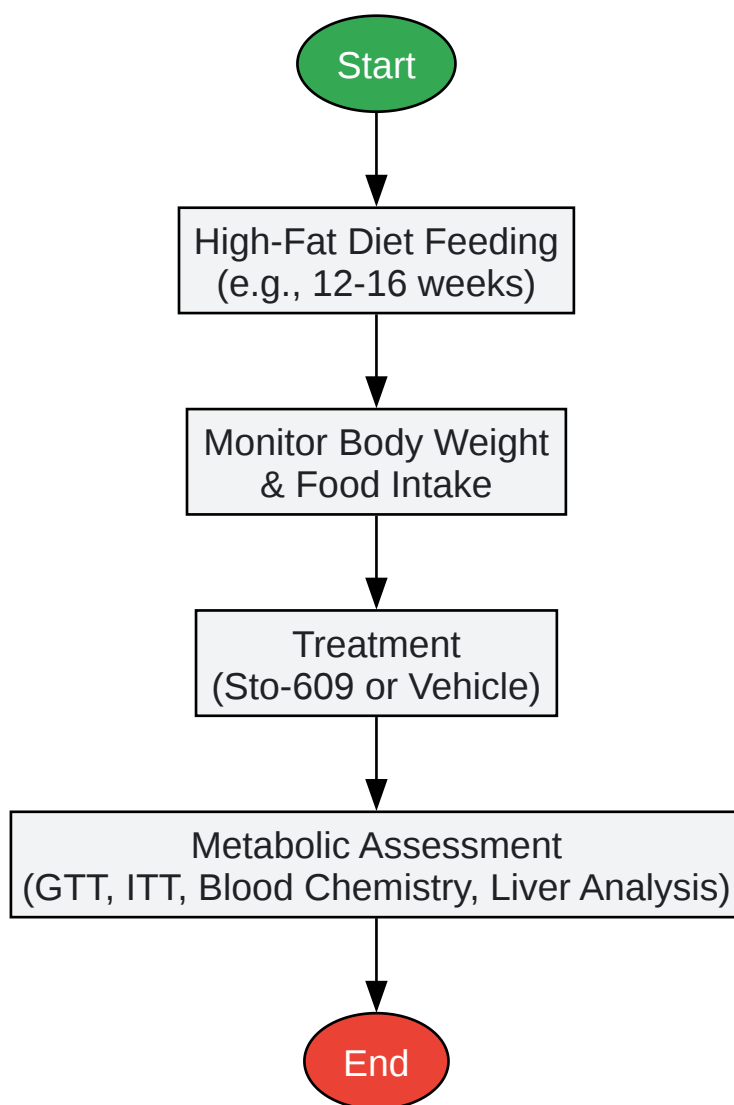 Start
High-Fat Diet Feeding
(e.g., 12-16 weeks)
Monitor Body Weight
& Food Intake
Treatment
(Sto-609 or Vehicle)
Metabolic Assessment
(GTT, ITT, Blood Chemistry, Liver Analysis)
End